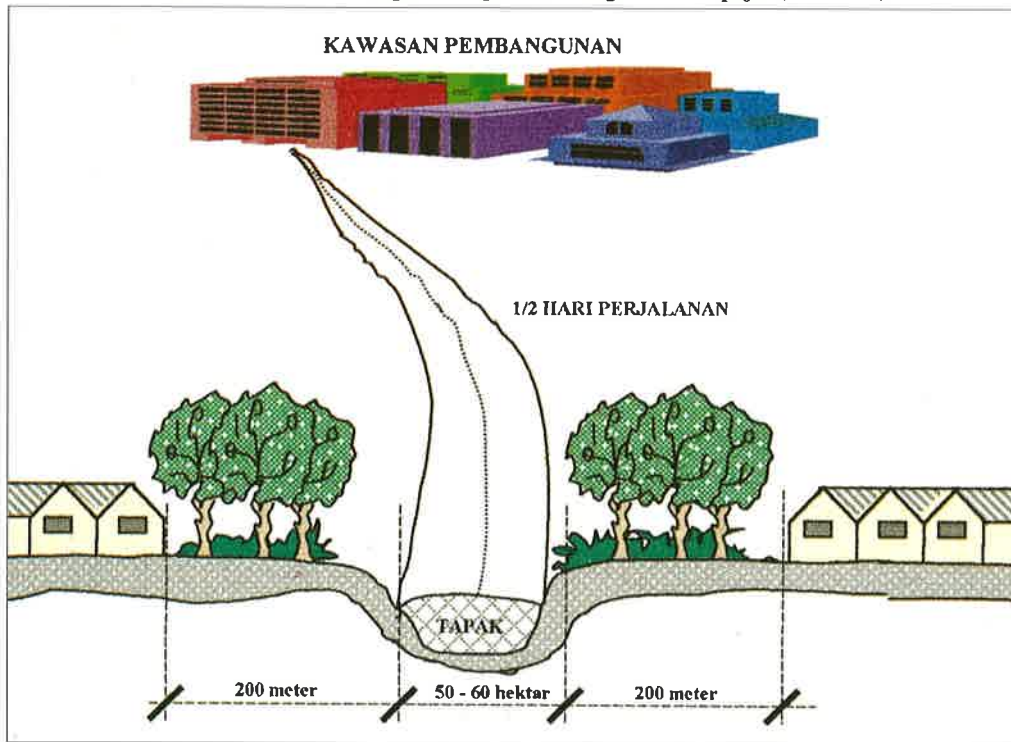 KAWASAN PEMBANGUNAN
1/2 HARI PERJALANAN
TAPAK
200 meter
50 - 60 hektar
200 meter